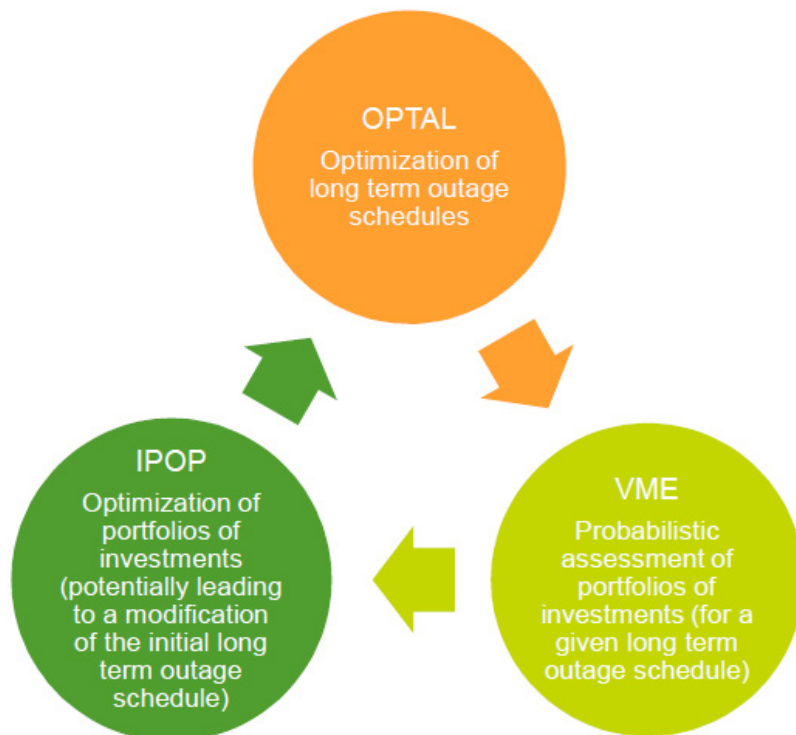 OPTAL
Optimization of
long term outage
schedules
IPOP
Optimization of
portfolios of
investments
(potentially leading
to a modification
of the initial long
term outage
schedule)
VME
Probabilistic
assessment of
portfolios of
investments (for a
given long term
outage schedule)